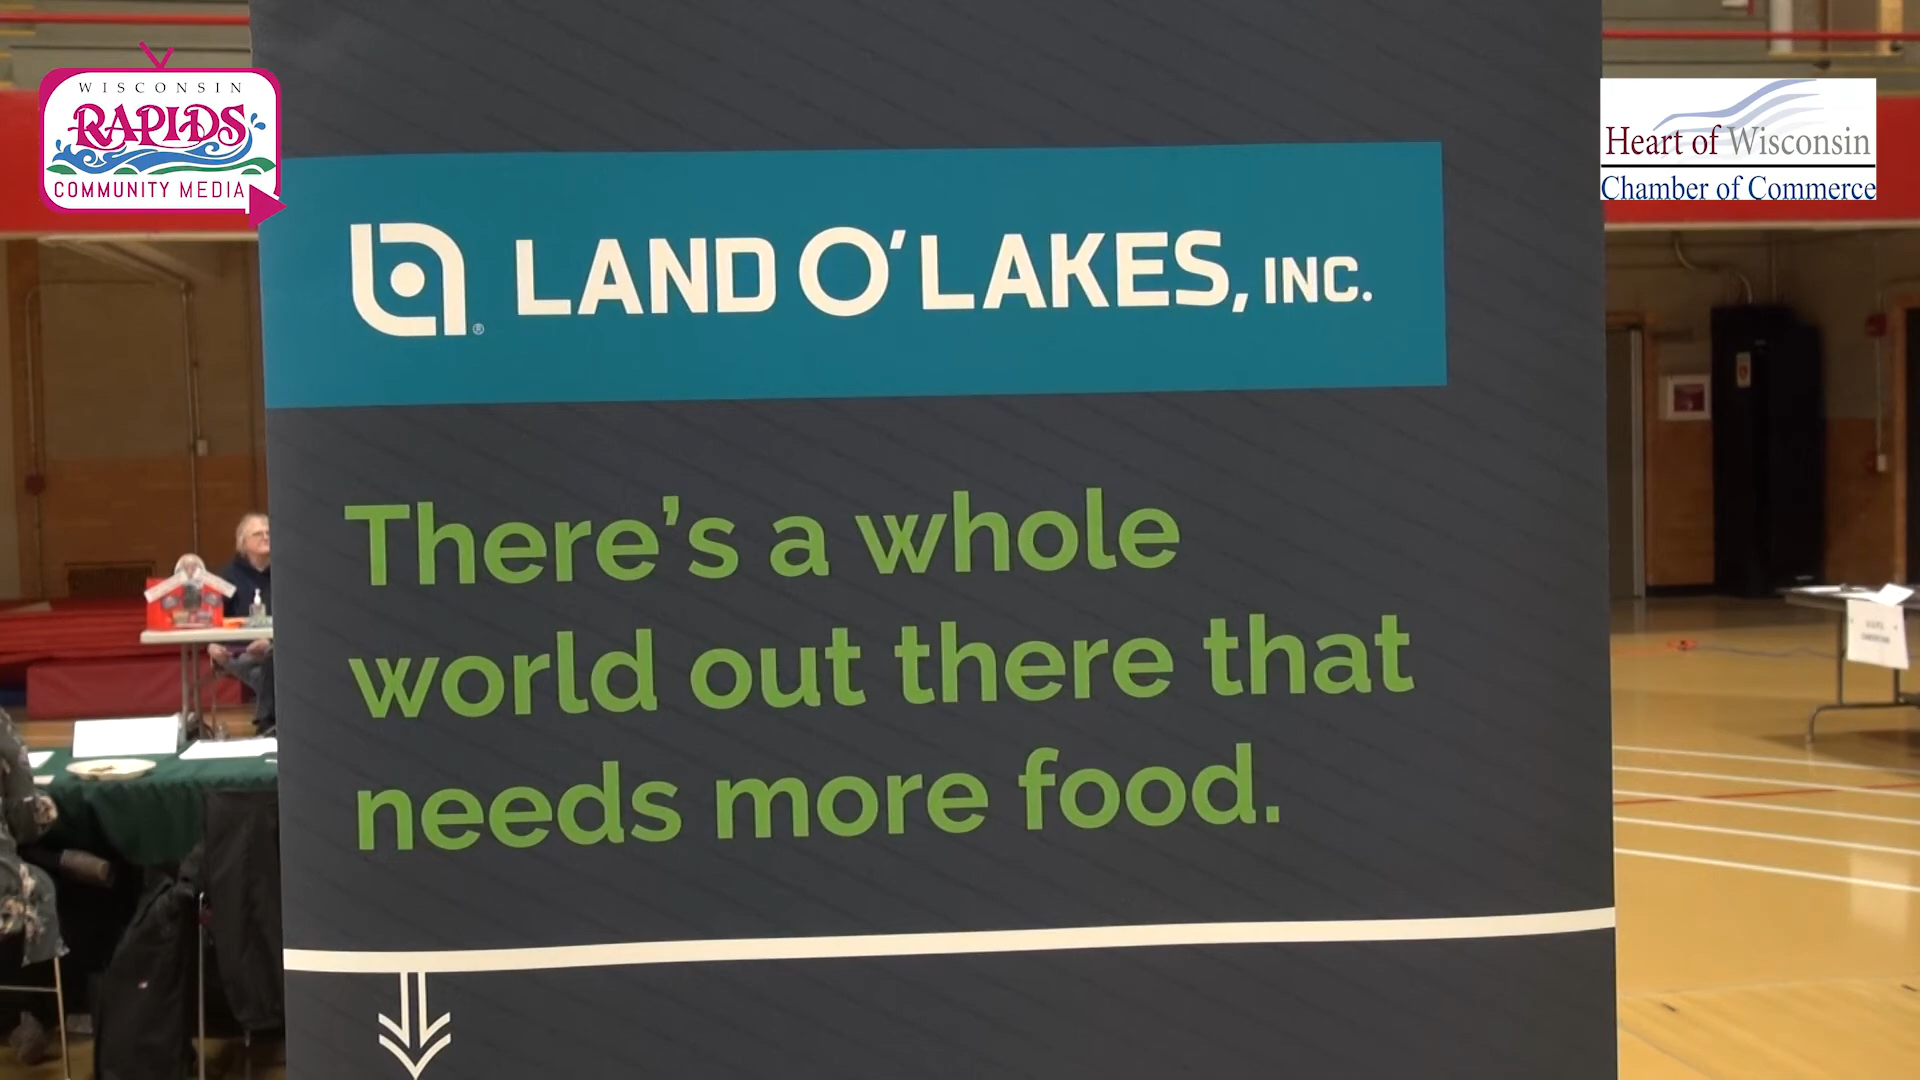 WISCONSIN
RAPIDS
COMMUNITY MEDIA
Heart of Wisconsin
Chamber of Commerce
LAND O'LAKES, INC.
There's a whole
world out there that
needs more food.